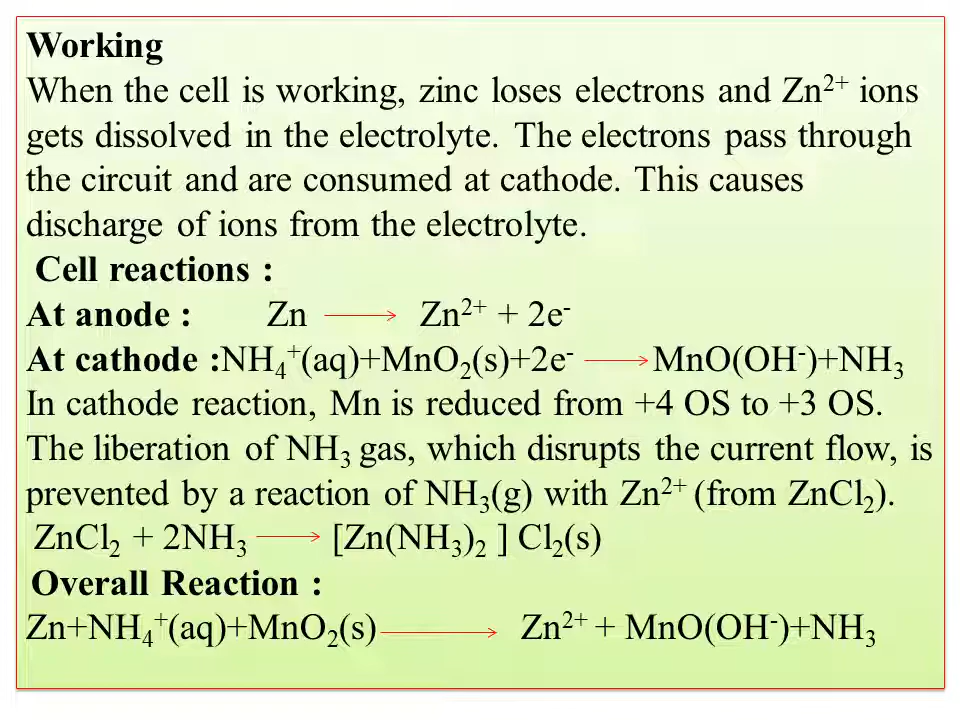 Working
When the cell is working, zinc loses electrons and Zn²⁺ ions
gets dissolved in the electrolyte. The electrons pass through
the circuit and are consumed at cathode. This causes
discharge of ions from the electrolyte.
Cell reactions :
At anode : Zn ⟶ Zn²⁺ + 2e⁻
At cathode :NH₄⁺(aq)+MnO₂(s)+2e⁻ ⟶ MnO(OH⁻)+NH₃
In cathode reaction, Mn is reduced from +4 OS to +3 OS.
The liberation of NH₃ gas, which disrupts the current flow, is
prevented by a reaction of NH₃(g) with Zn²⁺ (from ZnCl₂).
ZnCl₂ + 2NH₃ ⟶ [Zn(NH₃)₂ ] Cl₂(s)
Overall Reaction :
Zn+NH₄⁺(aq)+MnO₂(s) ⟶ Zn²⁺ + MnO(OH⁻)+NH₃